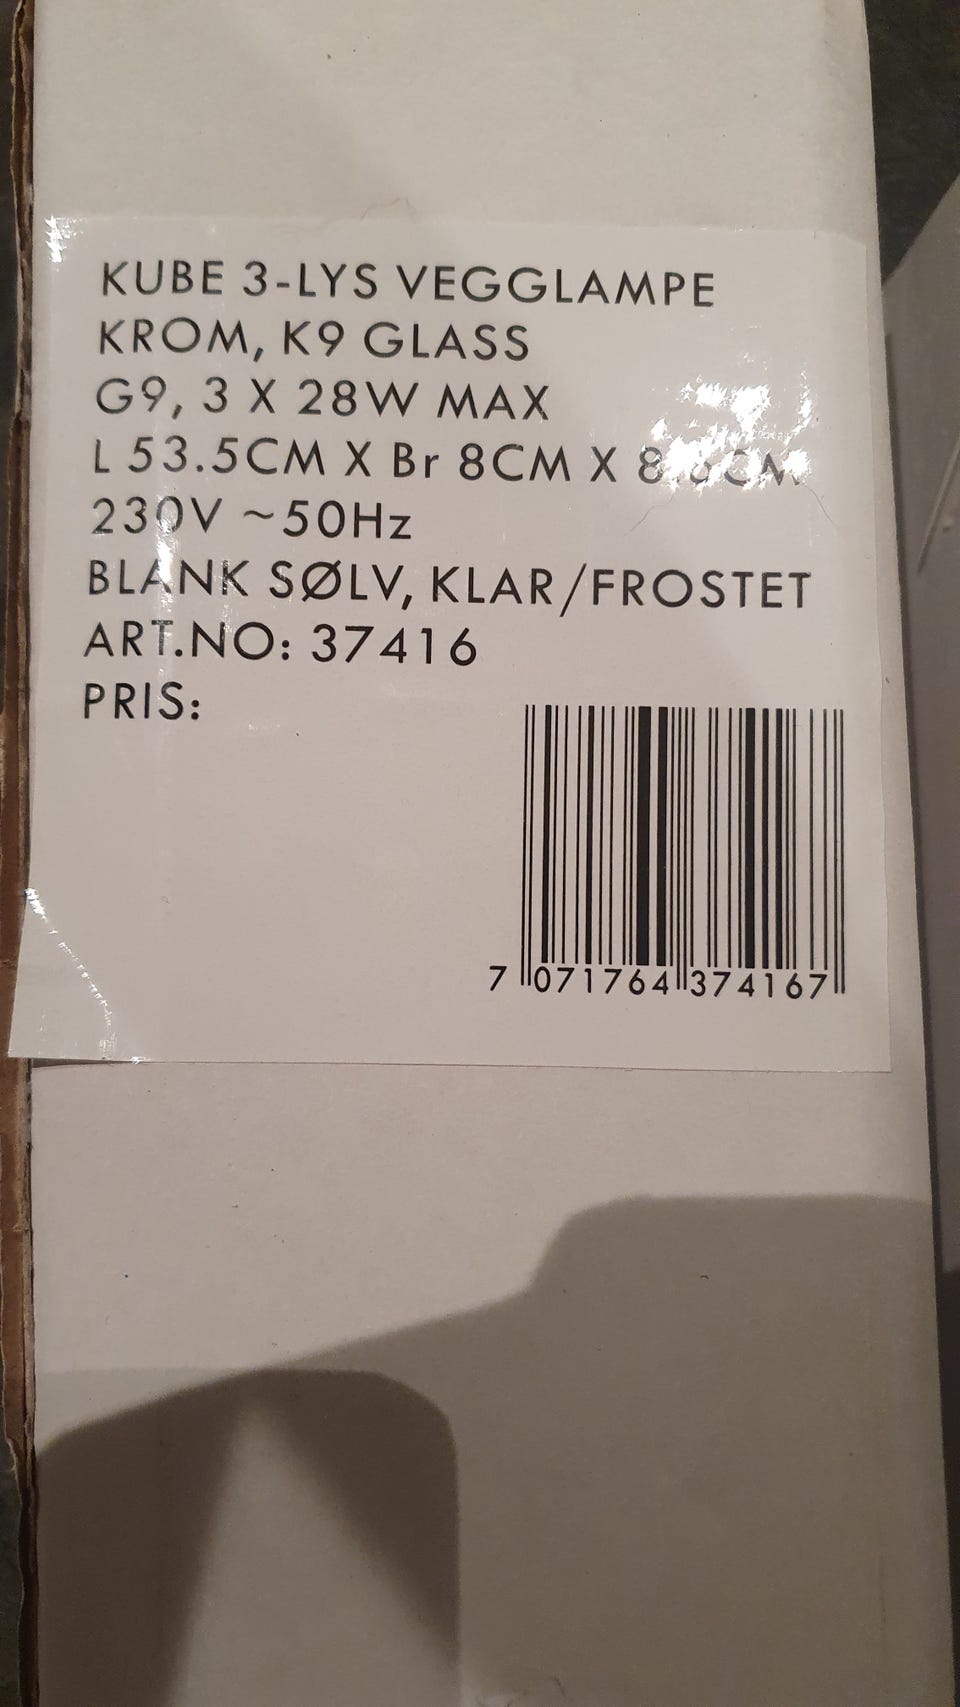 KUBE 3-LYS VEGGLAMPE
KROM, K9 GLASS
G9, 3 X 28W MAX
L 53.5CM X Br 8CM X
230V ~50Hz
BLANK SØLV, KLAR/FROSTET
ART.NO: 37416
PRIS:
7 071764 374167